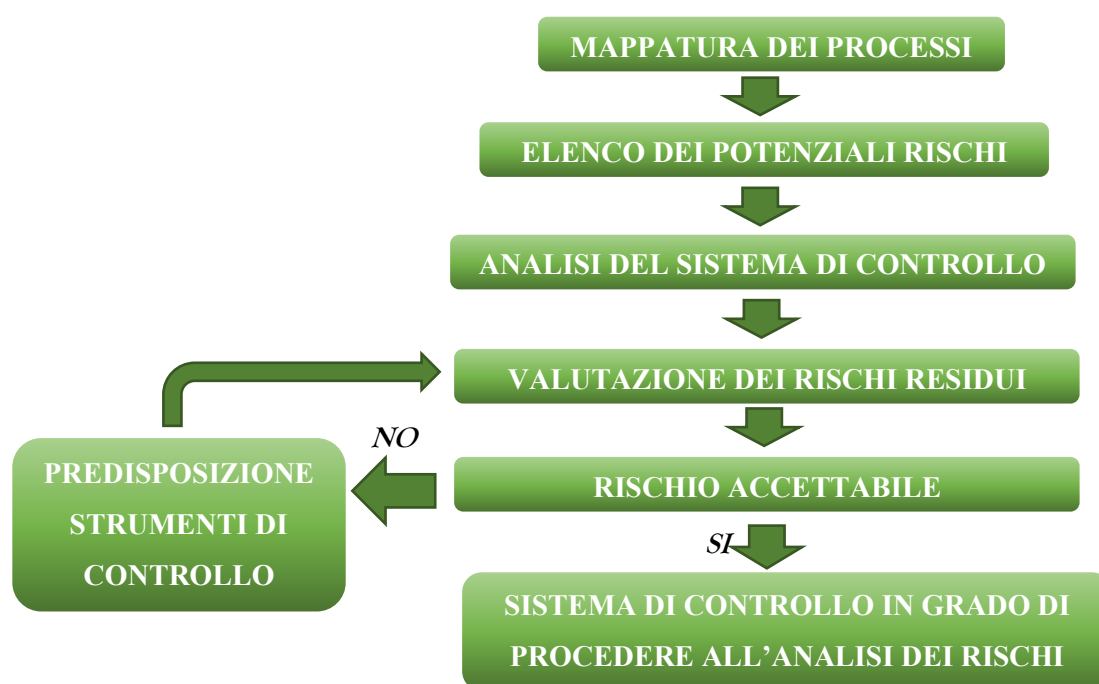 MAPPATURA DEI PROCESSI
ELENCO DEI POTENZIALI RISCHI
ANALISI DEL SISTEMA DI CONTROLLO
VALUTAZIONE DEI RISCHI RESIDUI
NO
PREDISPOSIZIONE
STRUMENTI DI
CONTROLLO
RISCHIO ACCETTABILE
SI
SISTEMA DI CONTROLLO IN GRADO DI
PROCEDERE ALL’ANALISI DEI RISCHI